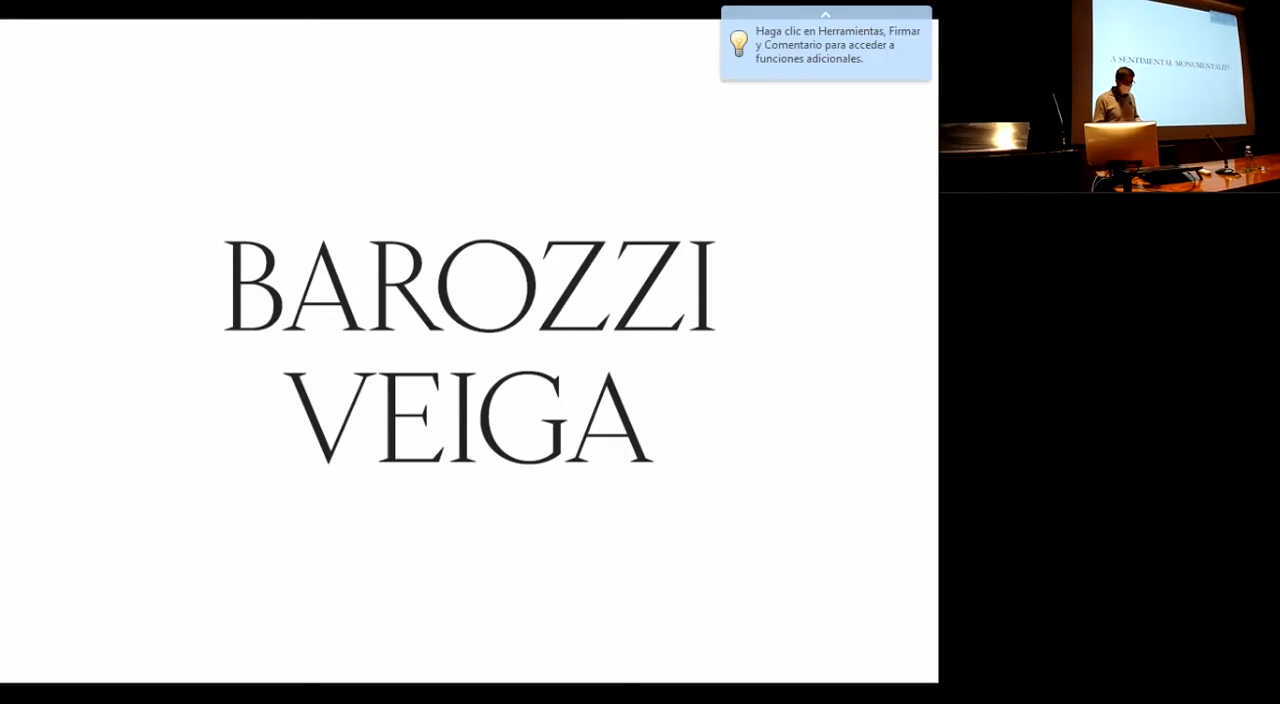 BAROZZI
VEIGA
Haga clic en Herramientas, Firmar
y Comentario para acceder a
funciones adicionales.
A SENTIMENTAL MONUMENTALITY